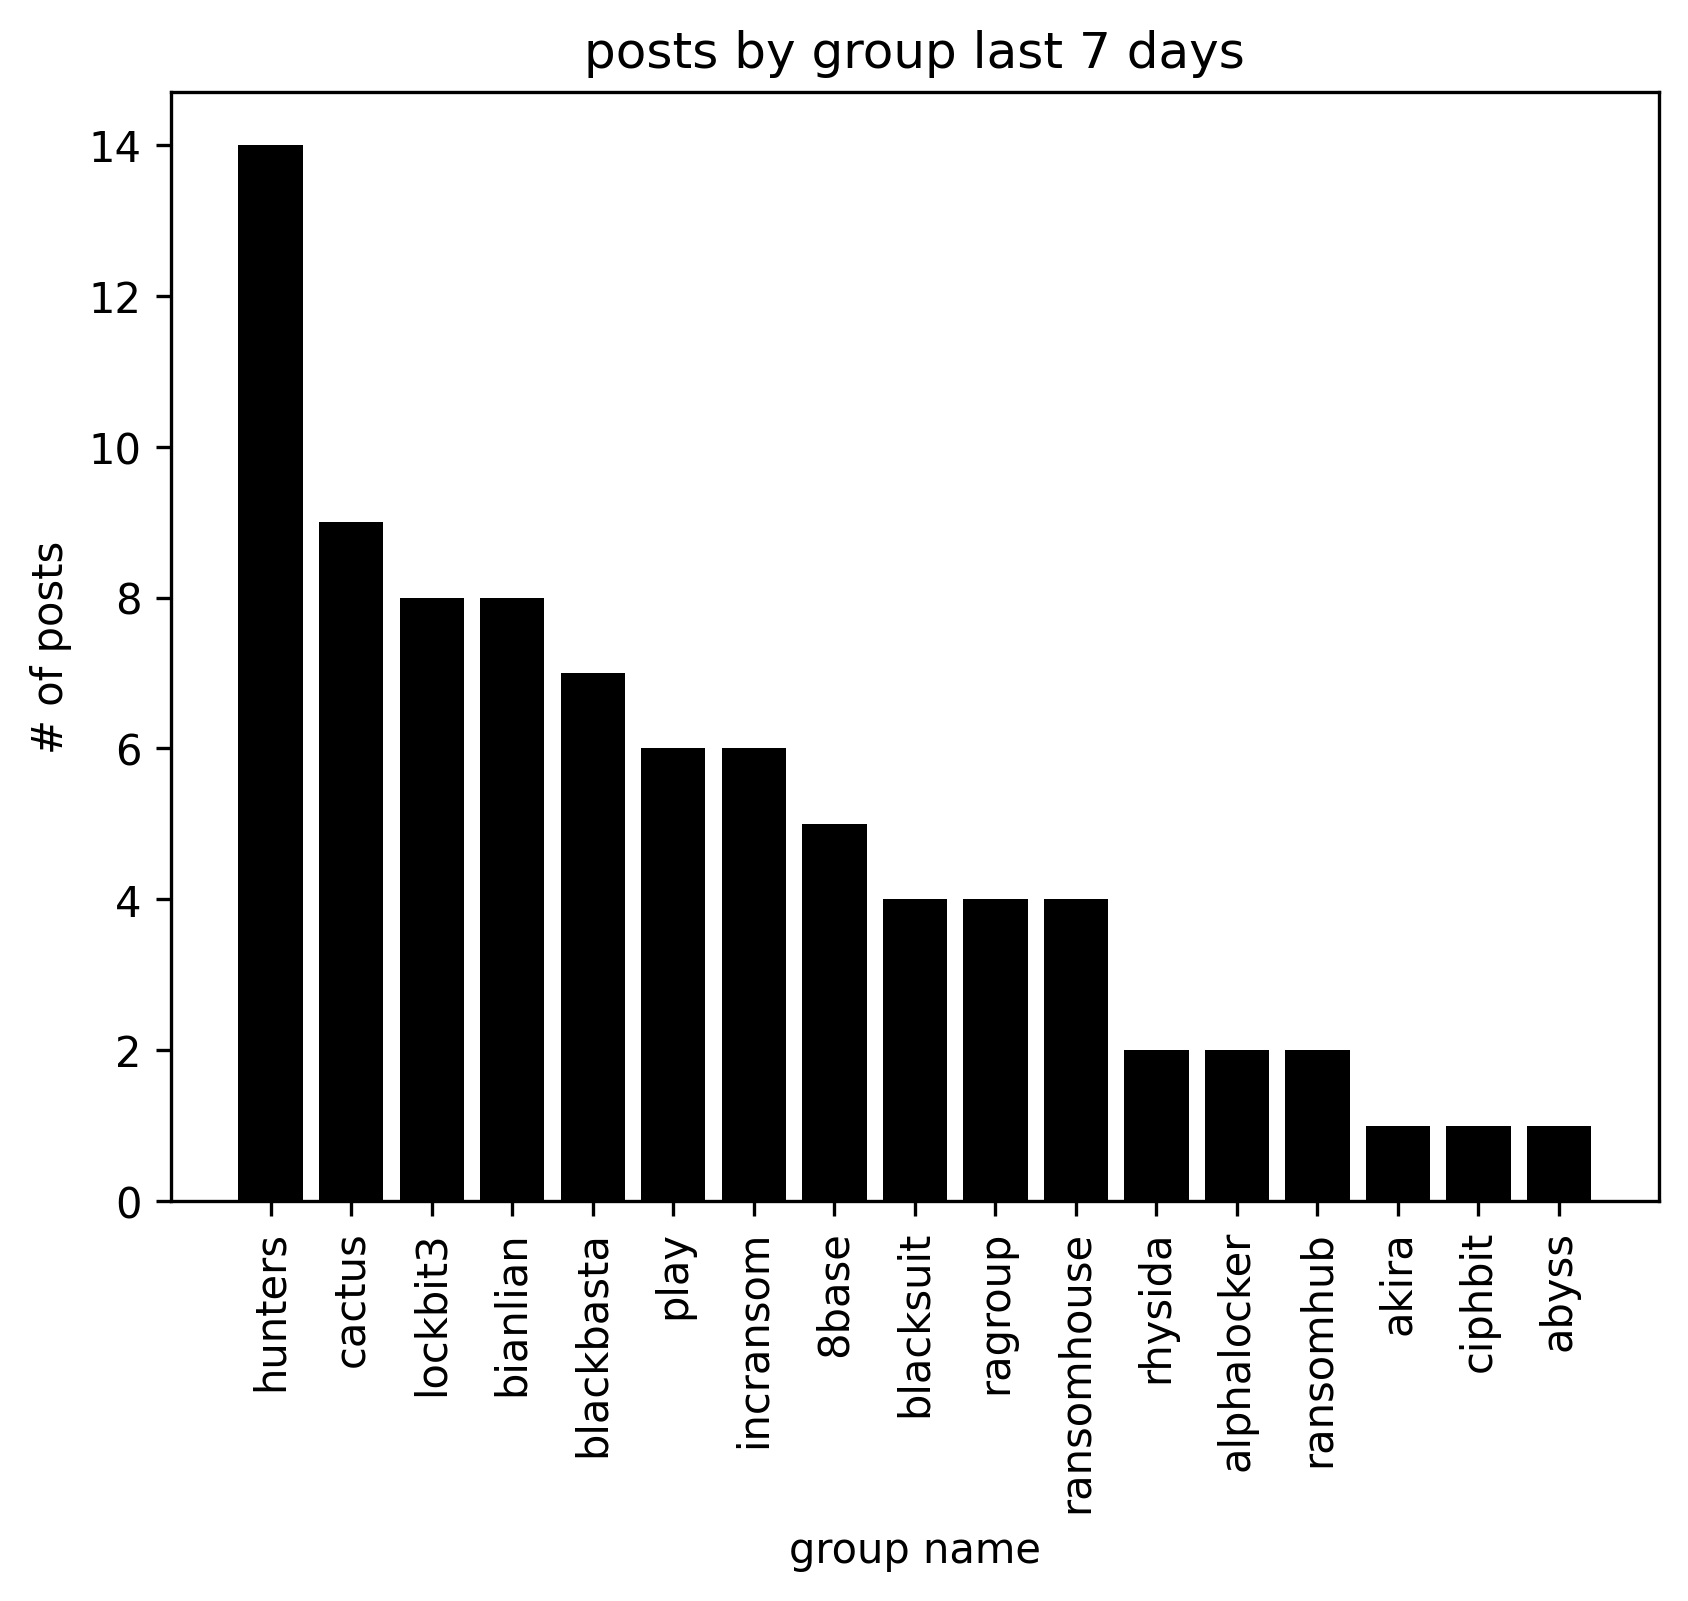 posts by group last 7 days
14
12
10
8
6
4
2
0
# of posts
hunters
cactus
lockbit3
bianlian
blackbasta
play
incransom
8base
blacksuit
ragroup
ransomhouse
rhysida
alphalocker
ransomhub
akira
ciphbit
abyss
group name